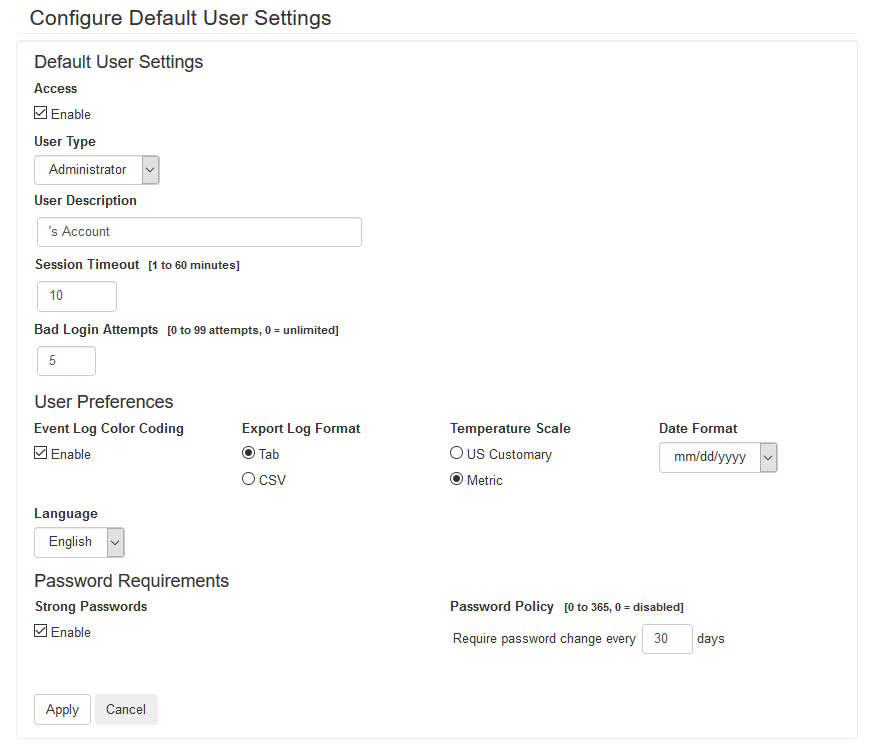 Configure Default User Settings
Default User Settings
Access
Enable
User Type
Administrator
User Description
's Account
Session Timeout [1 to 60 minutes]
10
Bad Login Attempts [0 to 99 attempts, 0 = unlimited]
5
User Preferences
Event Log Color Coding Export Log Format Temperature Scale Date Format
Enable Tab US Customary mm/dd/yyyy
CSV Metric
Language
English
Password Requirements
Strong Passwords Password Policy [0 to 365, 0 = disabled]
Enable Require password change every 30 days
Apply Cancel